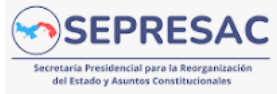 SEPRESAC
Secretaría Presidencial para la Reorganización
del Estado y Asuntos Constitucionales